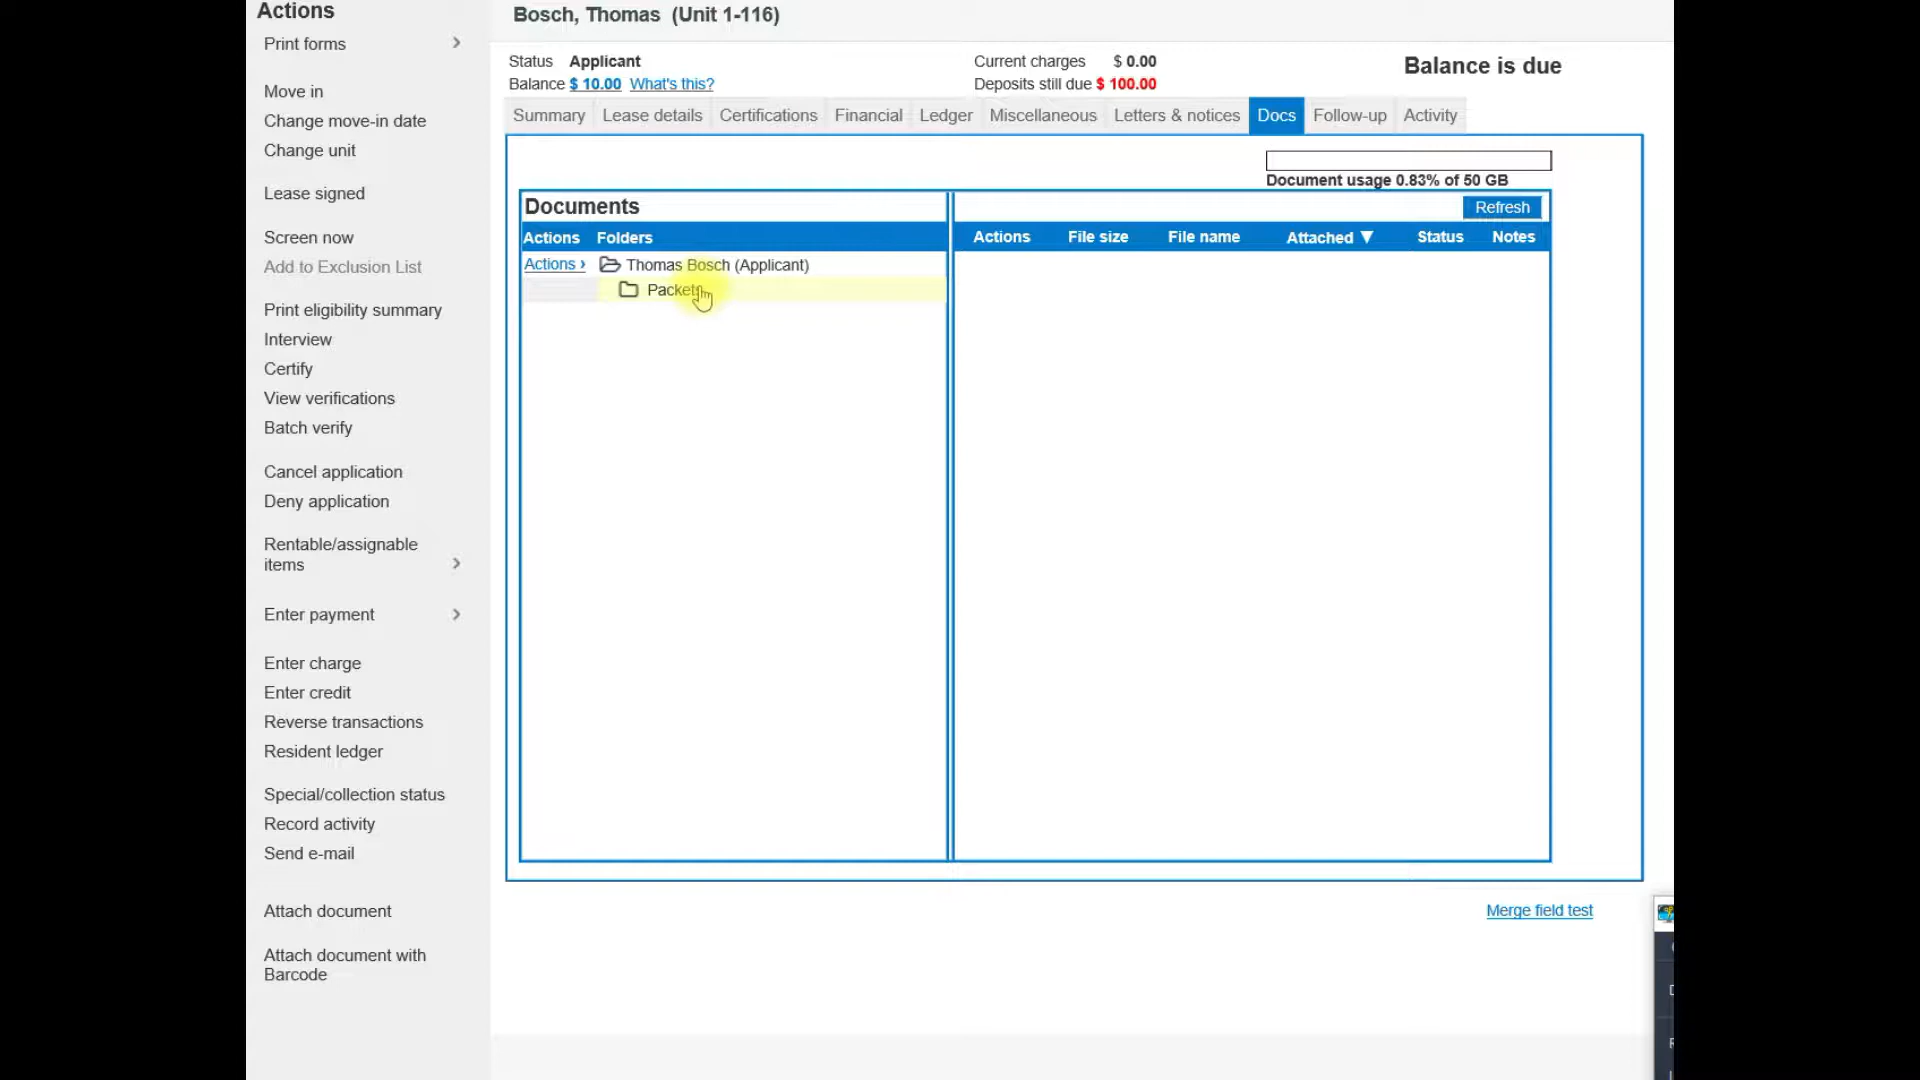 Actions
Print forms
Move in
Change move-in date
Change unit
Lease signed
Screen now
Add to Exclusion List
Print eligibility summary
Interview
Certify
View verifications
Batch verify
Cancel application
Deny application
Rentable/assignable
items
Enter payment
Enter charge
Enter credit
Reverse transactions
Resident ledger
Special/collection status
Record activity
Send e-mail
Attach document
Attach document with
Barcode
Bosch, Thomas (Unit 1-116)
Status Applicant
Balance $ 10.00 What's this?
Current charges $ 0.00
Deposits still due $ 100.00
Balance is due
Summary Lease details Certifications Financial Ledger Miscellaneous Letters & notices Docs Follow-up Activity
Document usage 0.83% of 50 GB
Documents
Refresh
Actions Folders
Actions File size File name Attached ▼ Status Notes
Actions › Thomas Bosch (Applicant)
Packets
Merge field test